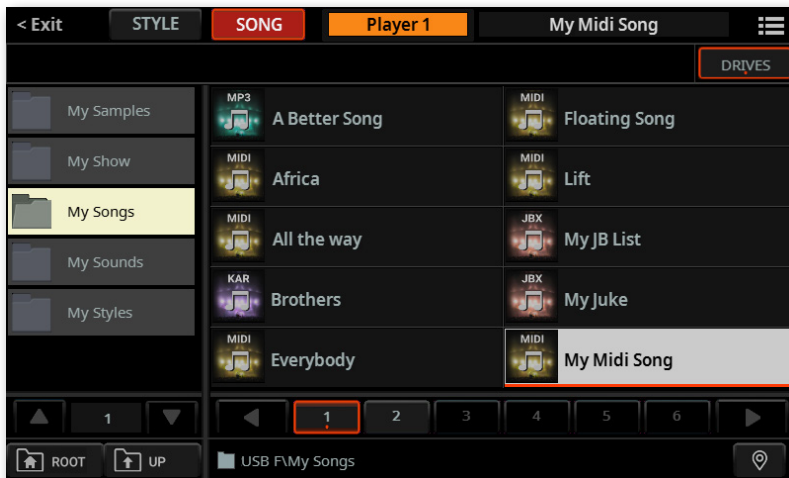 < Exit STYLE SONG Player 1 My Midi Song
DRIVES
My Samples
My Show
My Songs
My Sounds
My Styles
MP3 A Better Song
MIDI Floating Song
MIDI Africa
MIDI Lift
MIDI All the way
JBX My JB List
KAR Brothers
JBX My Juke
MIDI Everybody
MIDI My Midi Song
1
1 2 3 4 5 6
ROOT UP USB F\My Songs